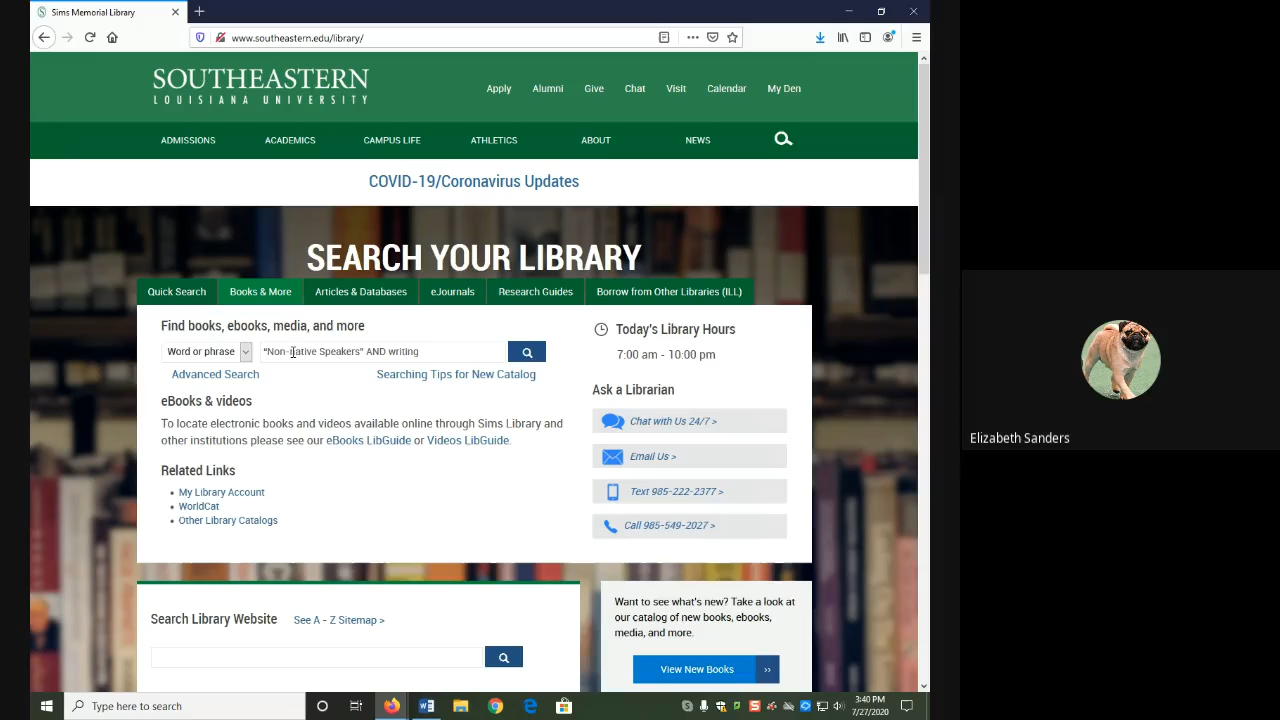 Sims Memorial Library
www.southeastern.edu/library/
SOUTHEASTERN
LOUISIANA UNIVERSITY
Apply Alumni Give Chat Visit Calendar My Den
ADMISSIONS ACADEMICS CAMPUS LIFE ATHLETICS ABOUT NEWS
COVID-19/Coronavirus Updates
SEARCH YOUR LIBRARY
Quick Search Books & More Articles & Databases eJournals Research Guides Borrow from Other Libraries (ILL)
Find books, ebooks, media, and more
Word or phrase "Non-native Speakers" AND writing
Advanced Search Searching Tips for New Catalog
eBooks & videos
To locate electronic books and videos available online through Sims Library and
other institutions please see our eBooks LibGuide or Videos LibGuide.
Related Links
My Library Account
WorldCat
Other Library Catalogs
Today's Library Hours
7:00 am - 10:00 pm
Ask a Librarian
Chat with Us 24/7 >
Email Us >
Text 985-222-2377 >
Call 985-549-2027 >
Search Library Website See A - Z Sitemap >
Want to see what's new? Take a look at
our catalog of new books, ebooks,
media, and more.
View New Books ››
Elizabeth Sanders
Type here to search
3:40 PM
7/27/2020